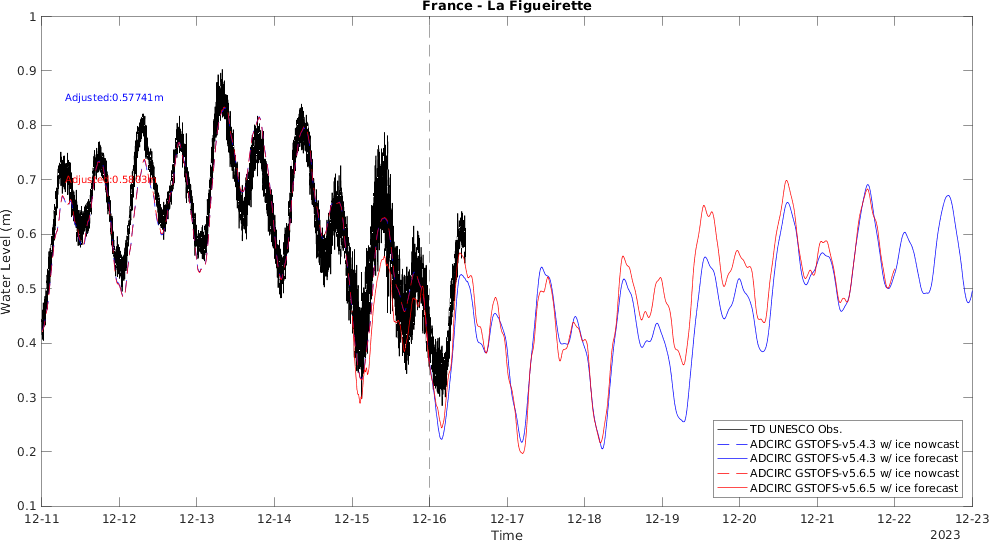 France - La Figueirette
Water Level (m)
1
0.9
0.8
0.7
0.6
0.5
0.4
0.3
0.2
0.1
Adjusted:0.57741m
TD UNESCO Obs.
ADCIRC GSTOFS-v5.4.3 w/ ice nowcast
ADCIRC GSTOFS-v5.4.3 w/ ice forecast
ADCIRC GSTOFS-v5.6.5 w/ ice nowcast
ADCIRC GSTOFS-v5.6.5 w/ ice forecast
12-11 12-12 12-13 12-14 12-15 12-16 12-17 12-18 12-19 12-20 12-21 12-22 12-23
Time
2023